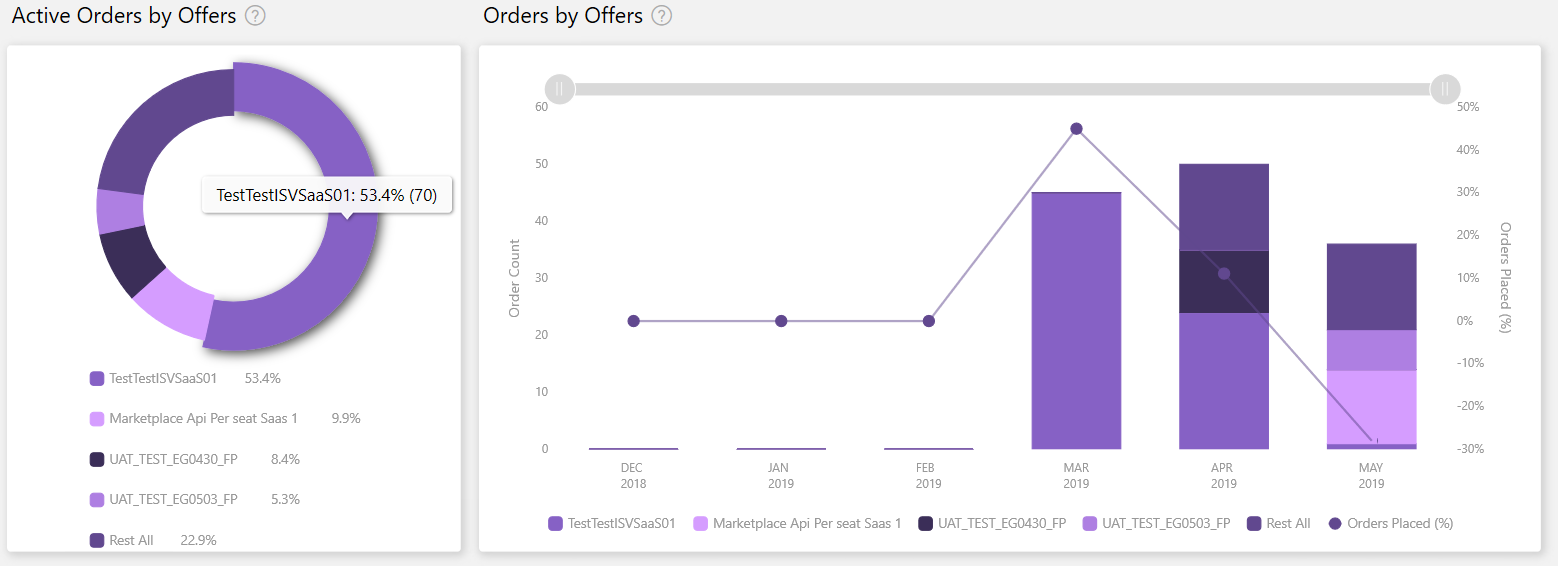 Active Orders by Offers ?
TestTestISVSaaS01: 53.4% (70)
TestTestISVSaaS01 53.4%
Marketplace Api Per seat Saas 1 9.9%
UAT_TEST_EG0430_FP 8.4%
UAT_TEST_EG0503_FP 5.3%
Rest All 22.9%
Orders by Offers ?
60
50
40
30
20
10
0
Order Count
50%
40%
30%
20%
10%
0%
-10%
-20%
-30%
Orders Placed (%)
DEC
2018
JAN
2019
FEB
2019
MAR
2019
APR
2019
MAY
2019
TestTestISVSaaS01 Marketplace Api Per seat Saas 1 UAT_TEST_EG0430_FP UAT_TEST_EG0503_FP Rest All Orders Placed (%)